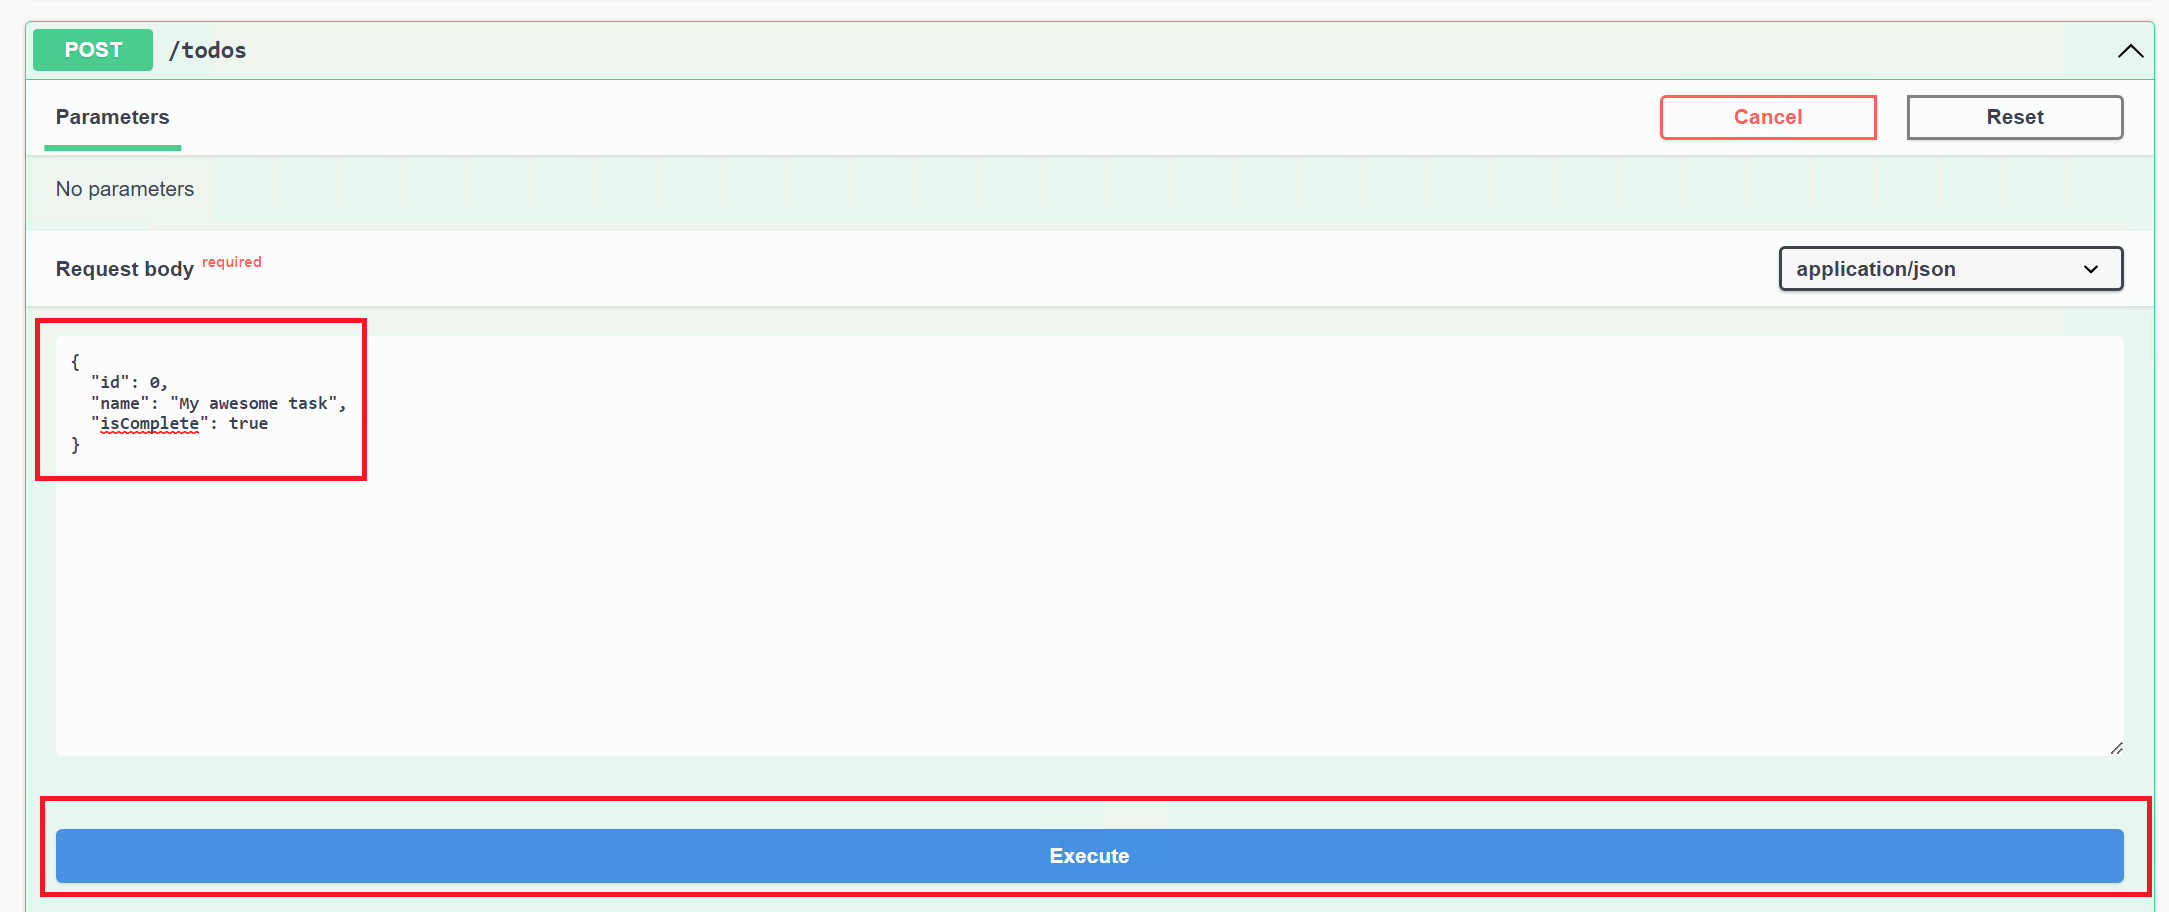 POST /todos
Parameters
Cancel
Reset
No parameters
Request body required
application/json
{
  "id": 0,
  "name": "My awesome task",
  "isComplete": true
}
Execute